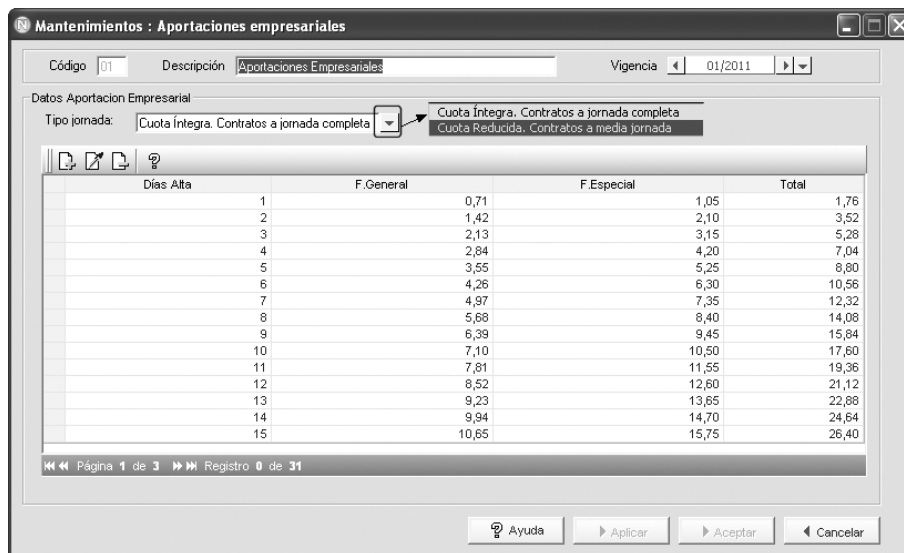 Mantenimientos : Aportaciones empresariales
Código 01 Descripción Aportaciones Empresariales Vigencia 01/2011
Datos Aportacion Empresarial
Tipo jornada: Cuota Íntegra. Contratos a jornada completa
Cuota Íntegra. Contratos a jornada completa
Cuota Reducida. Contratos a media jornada
Días Alta F.General F.Especial Total
1 0,71 1,05 1,76
2 1,42 2,10 3,52
3 2,13 3,15 5,28
4 2,84 4,20 7,04
5 3,55 5,25 8,80
6 4,26 6,30 10,56
7 4,97 7,35 12,32
8 5,68 8,40 14,08
9 6,39 9,45 15,84
10 7,10 10,50 17,60
11 7,81 11,55 19,36
12 8,52 12,60 21,12
13 9,23 13,65 22,88
14 9,94 14,70 24,64
15 10,65 15,75 26,40
Página 1 de 3 Registro 0 de 31
Ayuda Aplicar Aceptar Cancelar